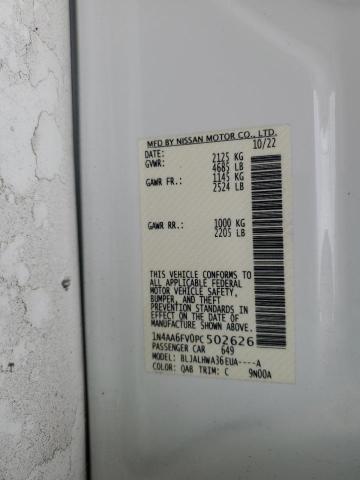 MFD BY NISSAN MOTOR CO., LTD.
DATE: 10/22
GVWR: 2125 KG
4685 LB
GAWR FR.: 1145 KG
2524 LB
GAWR RR.: 1000 KG
2205 LB
THIS VEHICLE CONFORMS TO
ALL APPLICABLE FEDERAL
MOTOR VEHICLE SAFETY,
BUMPER, AND THEFT
PREVENTION STANDARDS IN
EFFECT ON THE DATE OF
MANUFACTURE SHOWN ABOVE.
1N4AA6FV0PC502626
PASSENGER CAR 649
MODEL: BLJALHWA36EUA----A
COLOR: QAB TRIM: C 9N00A